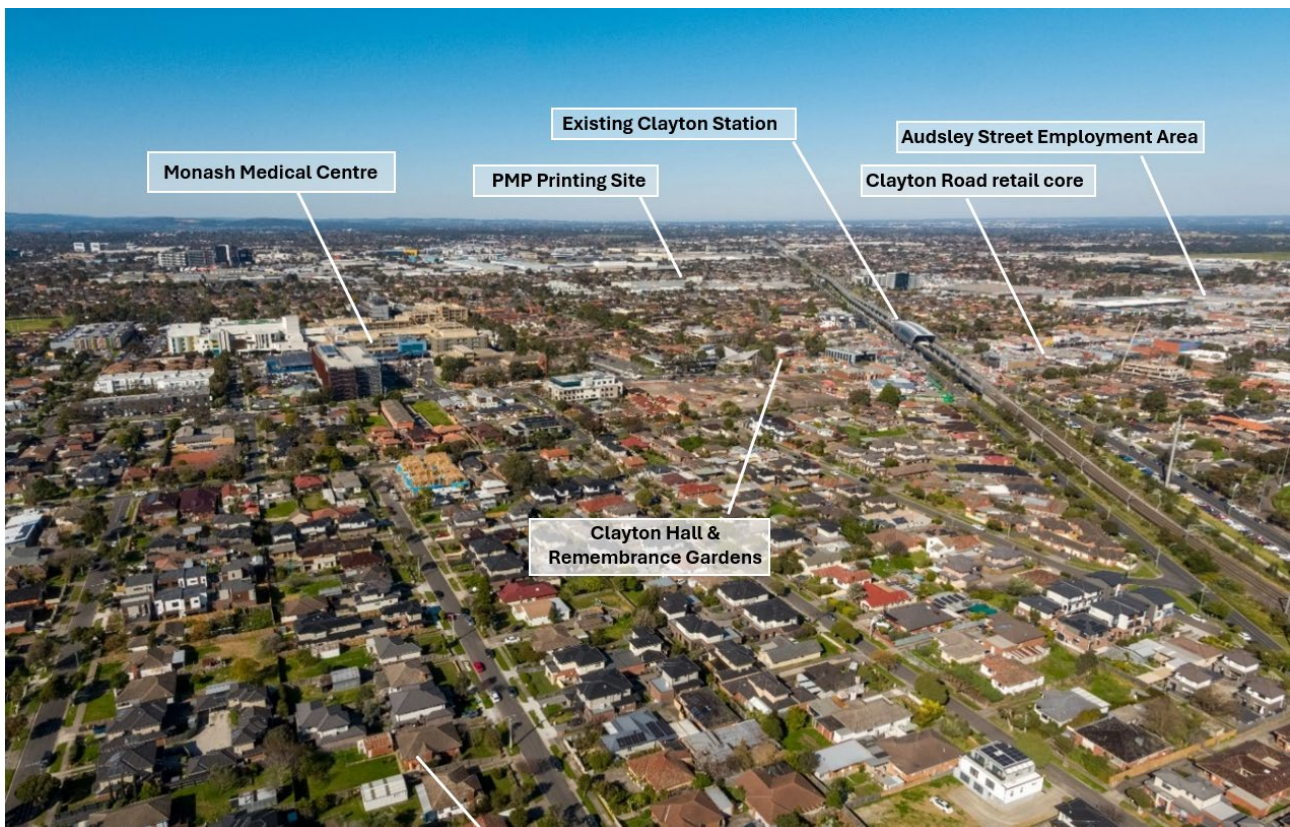 Existing Clayton Station
Audsley Street Employment Area
Monash Medical Centre
PMP Printing Site
Clayton Road retail core
Clayton Hall &
Remembrance Gardens